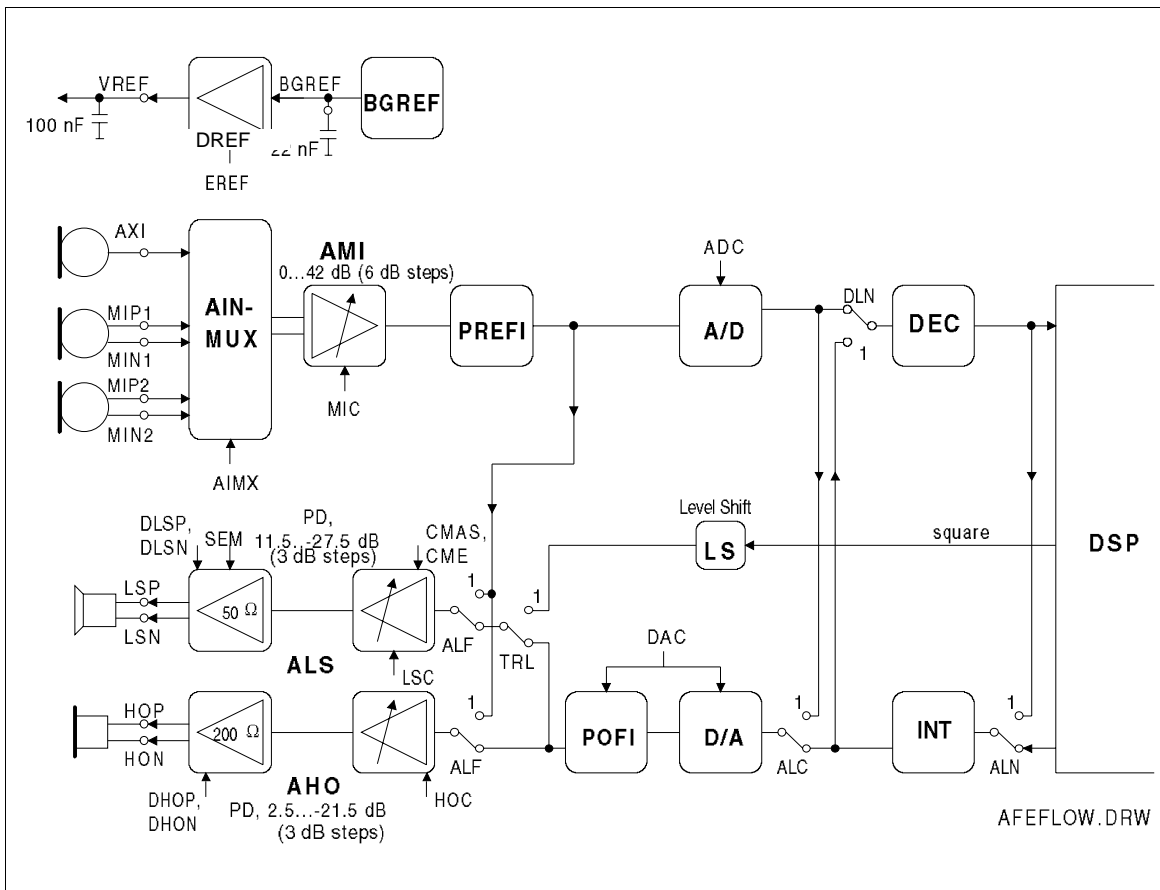 VREF
BGREF
BGREF
100 nF
DREF
22 nF
EREF
AXI
AMI
0...42 dB (6 dB steps)
ADC
MIP1
AIN-
MUX
PREFI
A/D
DLN
DEC
MIN1
1
MIP2
MIC
MIN2
AIMX
Level Shift
DLSP,
DLSN
SEM
PD,
11.5...-27.5 dB
(3 dB steps)
CMAS,
CME
LS
square
DSP
LSP
50 Ω
1
1
LSN
ALF
TRL
DAC
ALS
LSC
HOP
200 Ω
1
POFI
D/A
1
INT
1
HON
ALF
ALC
ALN
AHO
HOC
DHOP,
DHON
PD, 2.5...-21.5 dB
(3 dB steps)
AFEFLOW.DRW